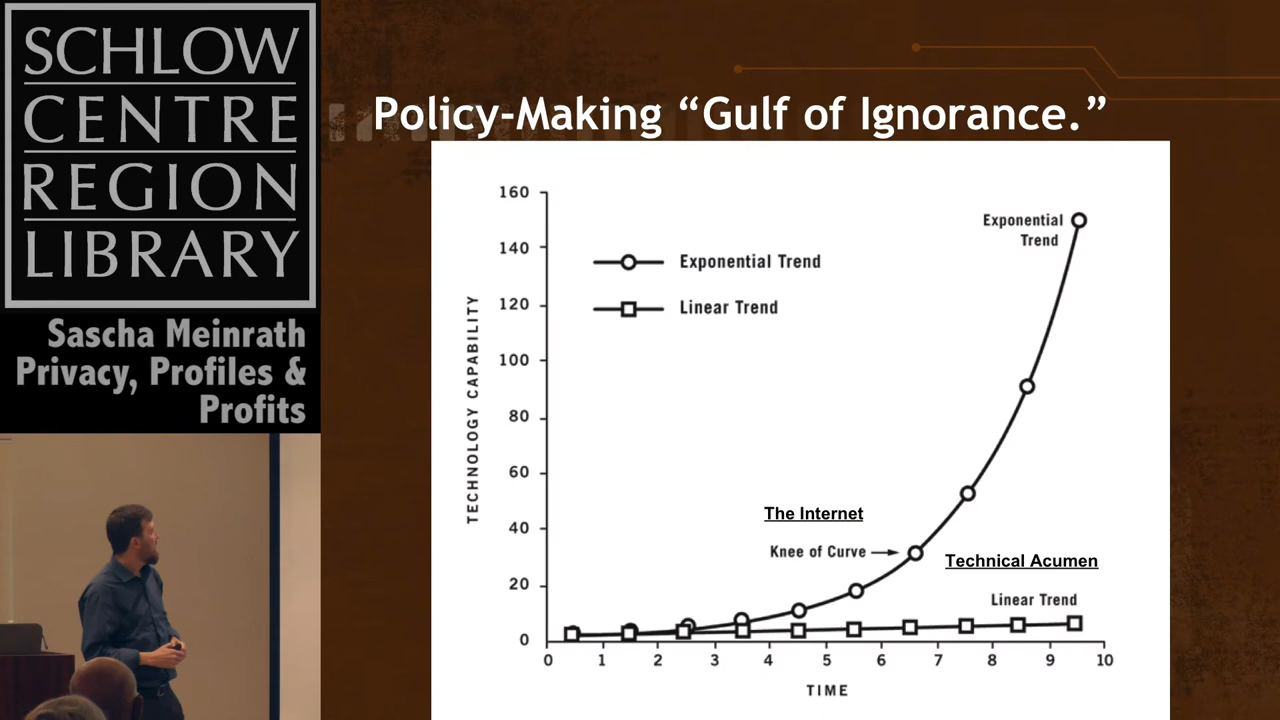 SCHLOW
CENTRE
REGION
LIBRARY
Sascha Meinrath
Privacy, Profiles &
Profits
Policy-Making “Gulf of Ignorance.”
160
140
120
100
80
60
40
20
0
TECHNOLOGY CAPABILITY
Exponential Trend
Linear Trend
Exponential
Trend
The Internet
Knee of Curve
Technical Acumen
Linear Trend
0 1 2 3 4 5 6 7 8 9 10
TIME